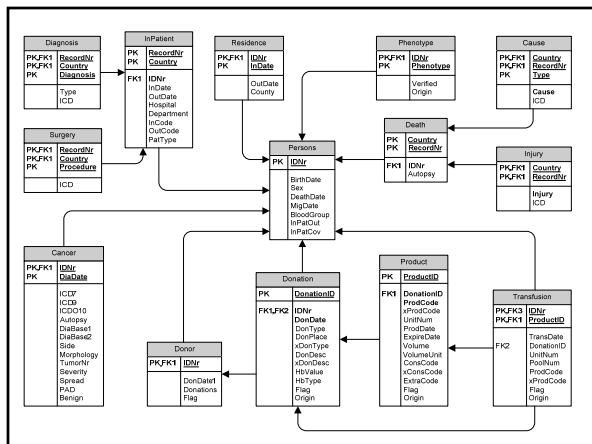 Diagnosis
PK,FK1 RecordNr
PK,FK1 Country
PK Diagnosis
Type
ICD
InPatient
PK RecordNr
PK Country
FK1 IDNr
InDate
OutDate
Hospital
Department
InCode
OutCode
PatType
Residence
PK,FK1 IDNr
PK InDate
OutDate
County
Phenotype
PK,FK1 IDNr
PK Phenotype
Verified
Origin
Cause
PK,FK1 Country
PK,FK1 RecordNr
PK Type
Cause
ICD
Surgery
PK,FK1 RecordNr
PK,FK1 Country
PK Procedure
ICD
Persons
PK IDNr
BirthDate
Sex
DeathDate
MigDate
BloodGroup
InPatOut
InPatCov
Death
PK Country
PK RecordNr
FK1 IDNr
Autopsy
Injury
PK,FK1 Country
PK,FK1 RecordNr
Injury
ICD
Cancer
PK,FK1 IDNr
PK DiaDate
ICD7
ICD9
ICDO10
Autopsy
DiaBase1
DiaBase2
Side
Morphology
TumorNr
Severity
Spread
PAD
Benign
Donor
PK,FK1 IDNr
DonDate1
Donations
Flag
Donation
PK DonationID
FK1,FK2 IDNr
DonDate
DonType
DonPlace
xDonType
DonDesc
xDonDesc
HbValue
HbType
Flag
Origin
Product
PK ProductID
FK1 DonationID
ProdCode
xProdCode
UnitNum
ProdDate
ExpireDate
Volume
VolumeUnit
ConsCode
xConsCode
ExtraCode
Flag
Origin
Transfusion
PK,FK3 IDNr
PK,FK1 ProductID
TransDate
FK2 DonationID
UnitNum
PoolNum
ProdCode
xProdCode
Flag
Origin